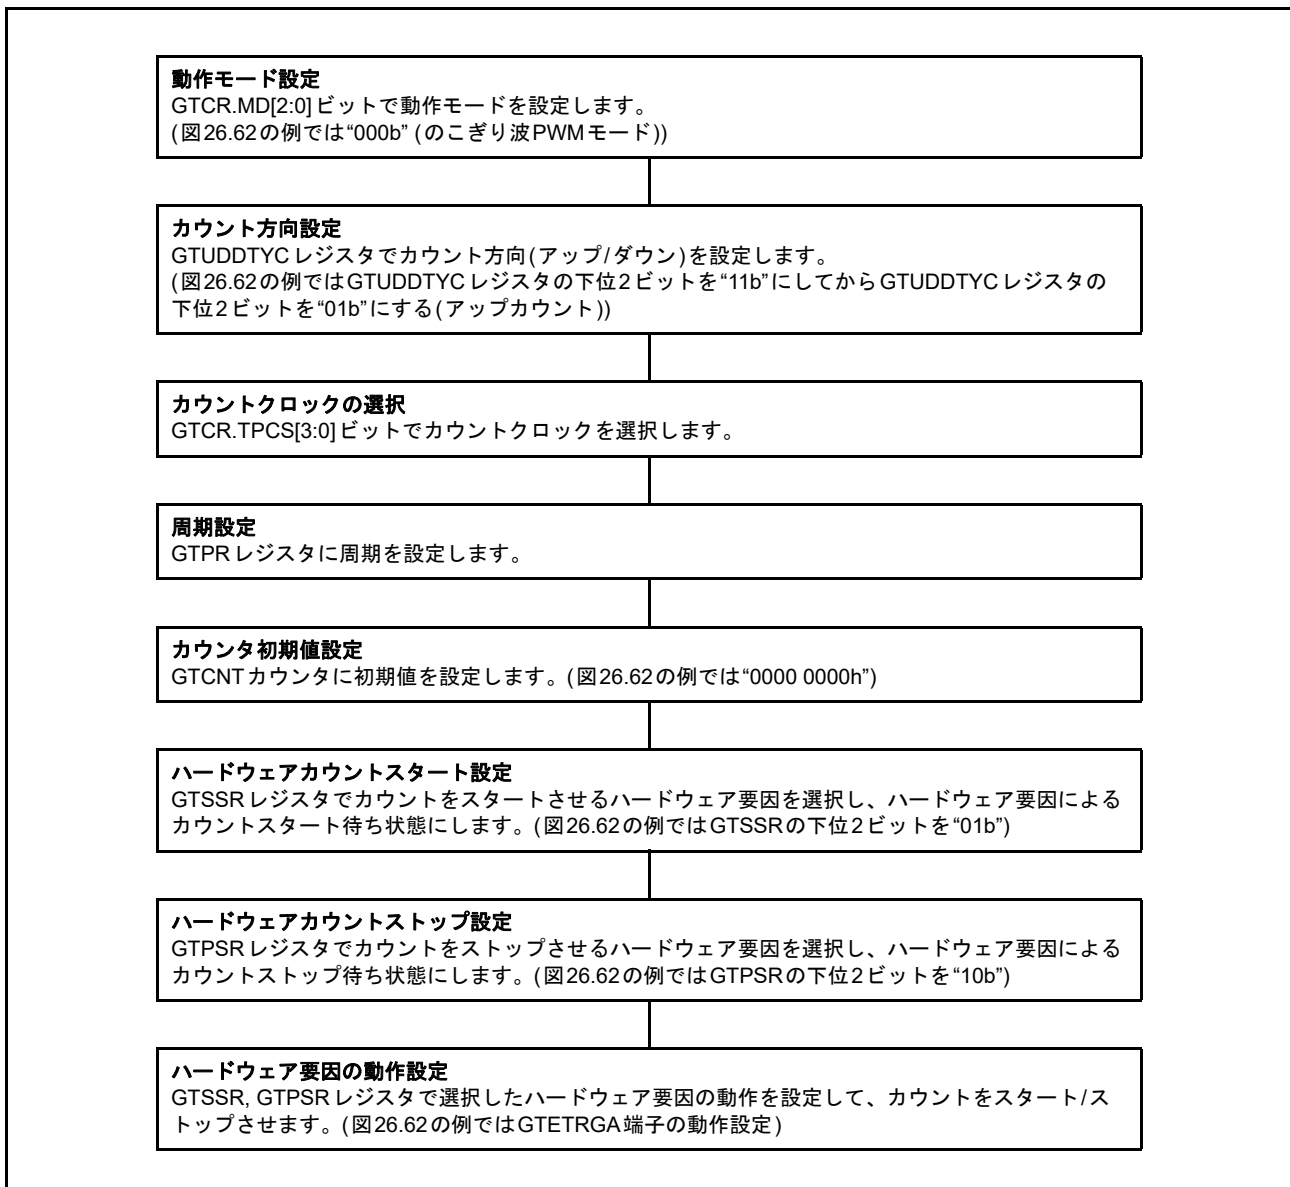 動作モード設定
GTCR.MD[2:0]ビットで動作モードを設定します。
(図26.62の例では“000b” (のこぎり波PWMモード))
カウント方向設定
GTUDDTYCレジスタでカウント方向(アップ/ダウン)を設定します。
(図26.62の例ではGTUDDTYCレジスタの下位2ビットを“11b”にしてからGTUDDTYCレジスタの
下位2ビットを“01b”にする(アップカウント))
カウントクロックの選択
GTCR.TPCS[3:0]ビットでカウントクロックを選択します。
周期設定
GTPRレジスタに周期を設定します。
カウンタ初期値設定
GTCNTカウンタに初期値を設定します。(図26.62の例では“0000 0000h”)
ハードウェアカウントスタート設定
GTSSRレジスタでカウントをスタートさせるハードウェア要因を選択し、ハードウェア要因による
カウントスタート待ち状態にします。(図26.62の例ではGTSSRの下位2ビットを“01b”)
ハードウェアカウントストップ設定
GTPSRレジスタでカウントをストップさせるハードウェア要因を選択し、ハードウェア要因による
カウントストップ待ち状態にします。(図26.62の例ではGTPSRの下位2ビットを“10b”)
ハードウェア要因の動作設定
GTSSR, GTPSRレジスタで選択したハードウェア要因の動作を設定して、カウントをスタート/ス
トップさせます。(図26.62の例ではGTETRGA端子の動作設定)